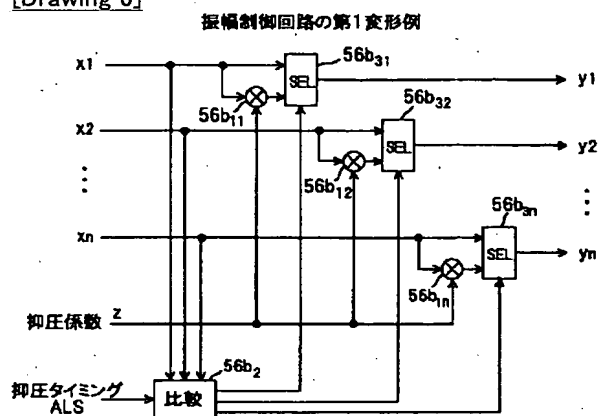 [Drawing 6]
振幅制御回路の第1変形例
x1
SEL
56b31
y1
56b11
x2
SEL
56b32
y2
56b12
xn
SEL
56b3n
yn
56b1n
抑圧係数 z
抑圧タイミング
ALS
比較
56b2